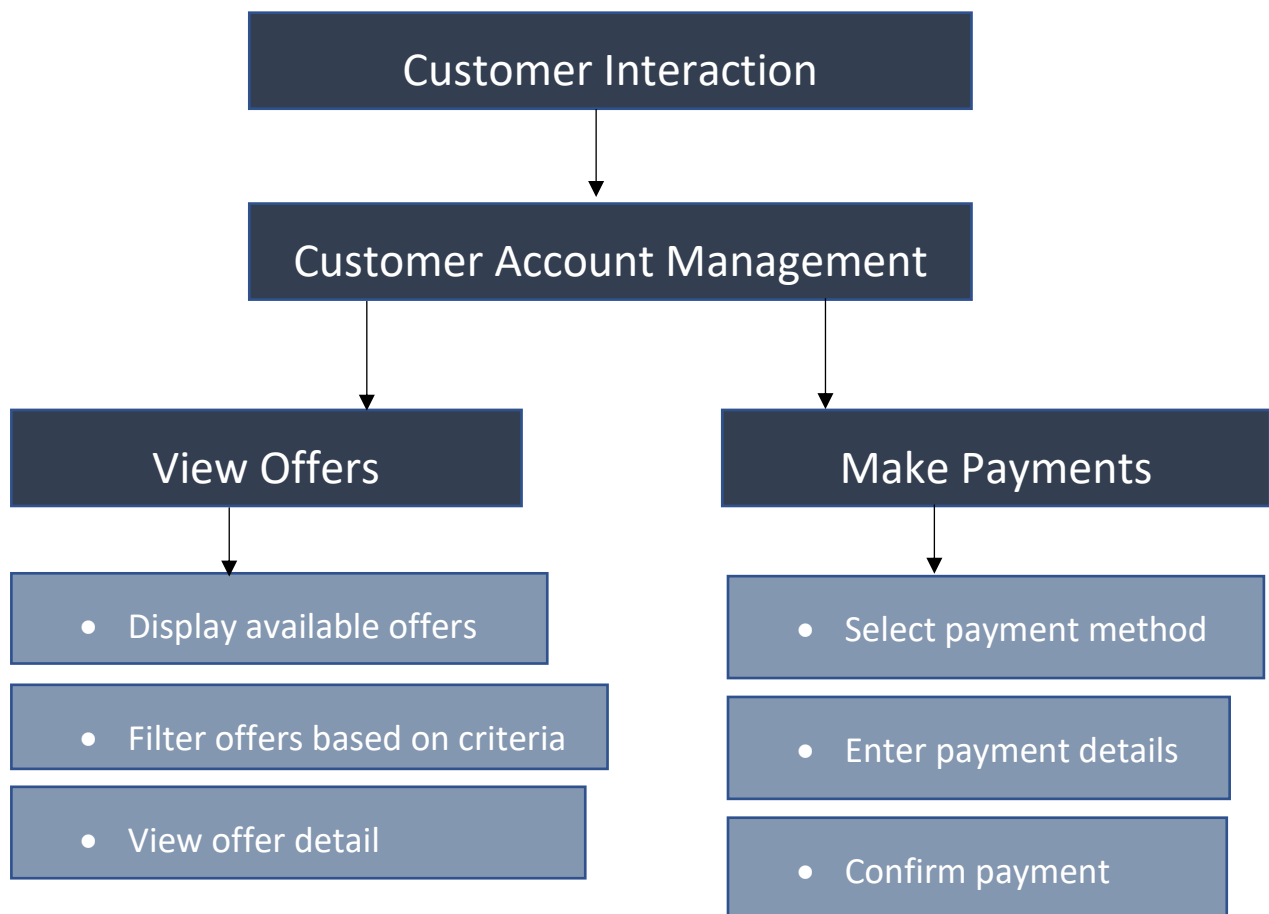 Customer Interaction
Customer Account Management
View Offers
• Display available offers
• Filter offers based on criteria
• View offer detail
Make Payments
• Select payment method
• Enter payment details
• Confirm payment